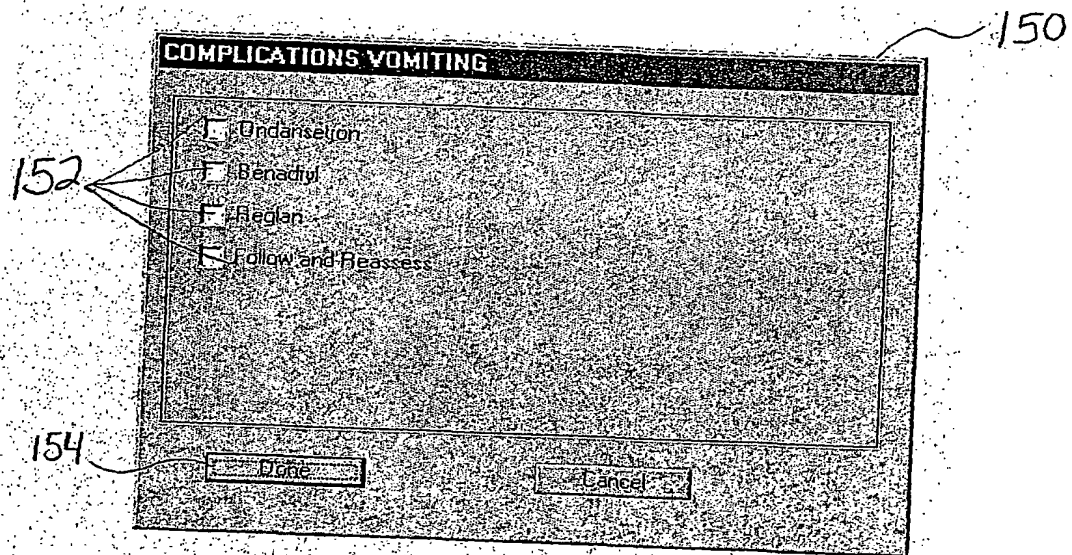 150
COMPLICATIONS VOMITING
Ondansetron
152
Benadryl
Reglan
Follow and Reassess
154
Done
Cancel